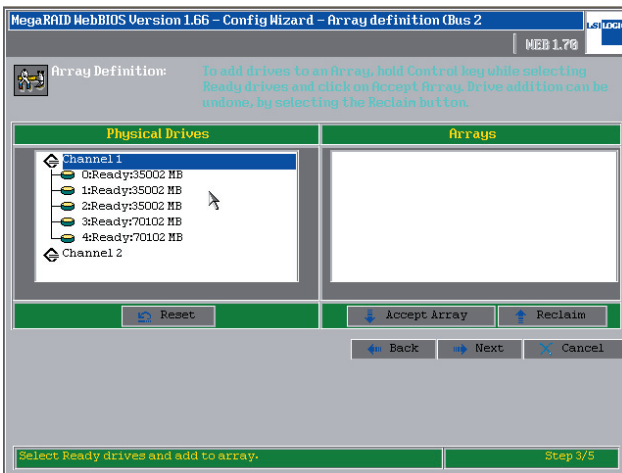 MegaRAID WebBIOS Version 1.66 – Config Wizard – Array definition (Bus 2
LSI LOGIC
WEB 1.70
Array Definition:
To add drives to an Array, hold Control key while selecting
Ready drives and click on Accept Array. Drive addition can be
undone, by selecting the Reclaim button.
Physical Drives
Arrays
Channel 1
0:Ready:35002 MB
1:Ready:35002 MB
2:Ready:35002 MB
3:Ready:70102 MB
4:Ready:70102 MB
Channel 2
Reset
Accept Array
Reclaim
Back
Next
Cancel
Select Ready drives and add to array.
Step 3/5